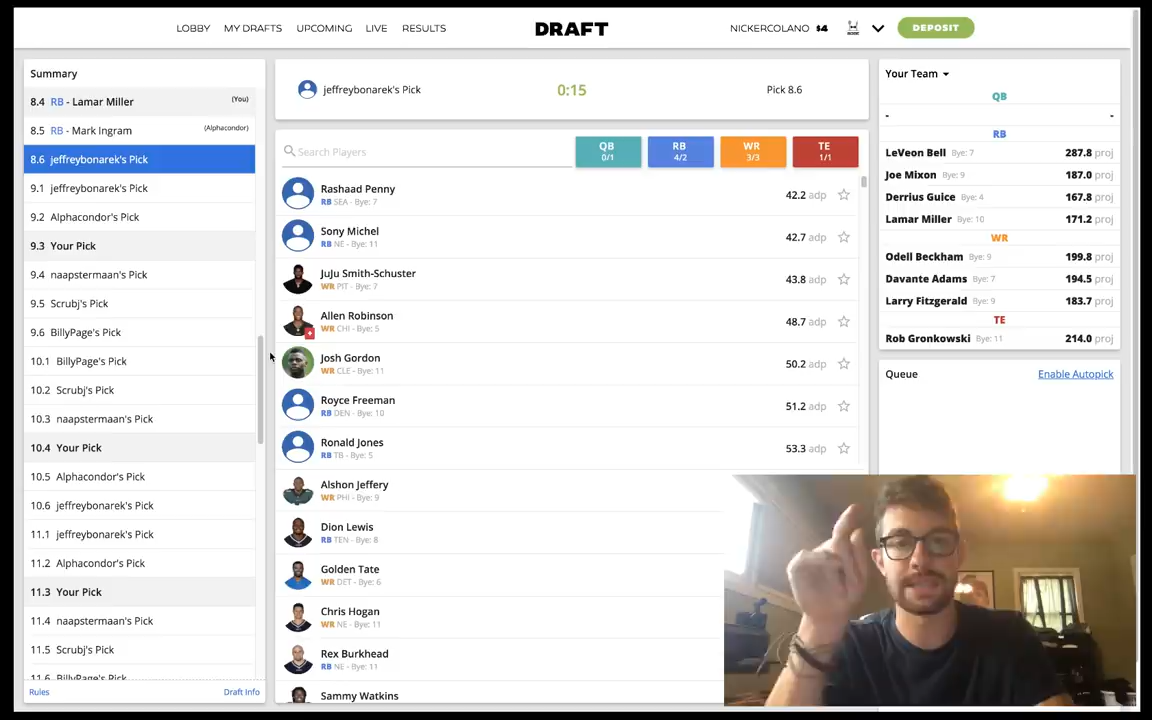 LOBBY MY DRAFTS UPCOMING LIVE RESULTS DRAFT NICKERCOLANO $4 DEPOSIT
Summary
8.4 RB - Lamar Miller (You)
8.5 RB - Mark Ingram (Alphacondor)
8.6 jeffreybonarek's Pick
9.1 jeffreybonarek's Pick
9.2 Alphacondor's Pick
9.3 Your Pick
9.4 naapstermaan's Pick
9.5 Scrubj's Pick
9.6 BillyPage's Pick
10.1 BillyPage's Pick
10.2 Scrubj's Pick
10.3 naapstermaan's Pick
10.4 Your Pick
10.5 Alphacondor's Pick
10.6 jeffreybonarek's Pick
11.1 jeffreybonarek's Pick
11.2 Alphacondor's Pick
11.3 Your Pick
11.4 naapstermaan's Pick
11.5 Scrubj's Pick
11.6 BillyPage's Pick
Rules Draft Info
jeffreybonarek's Pick 0:15 Pick 8.6
Search Players
QB 0/1
RB 4/2
WR 3/3
TE 1/1
Rashaad Penny 42.2 adp
RB SEA - Bye: 7
Sony Michel 42.7 adp
RB NE - Bye: 11
JuJu Smith-Schuster 43.8 adp
WR PIT - Bye: 7
Allen Robinson 48.7 adp
WR CHI - Bye: 5
Josh Gordon 50.2 adp
WR CLE - Bye: 11
Royce Freeman 51.2 adp
RB DEN - Bye: 10
Ronald Jones 53.3 adp
RB TB - Bye: 5
Alshon Jeffery
WR PHI - Bye: 9
Dion Lewis
RB TEN - Bye: 8
Golden Tate
WR DET - Bye: 6
Chris Hogan
WR NE - Bye: 11
Rex Burkhead
RB NE - Bye: 11
Sammy Watkins
Your Team
QB
- -
RB
LeVeon Bell Bye: 7 287.8 proj
Joe Mixon Bye: 9 187.0 proj
Derrius Guice Bye: 4 167.8 proj
Lamar Miller Bye: 10 171.2 proj
WR
Odell Beckham Bye: 9 199.8 proj
Davante Adams Bye: 7 194.5 proj
Larry Fitzgerald Bye: 9 183.7 proj
TE
Rob Gronkowski Bye: 11 214.0 proj
Queue Enable Autopick